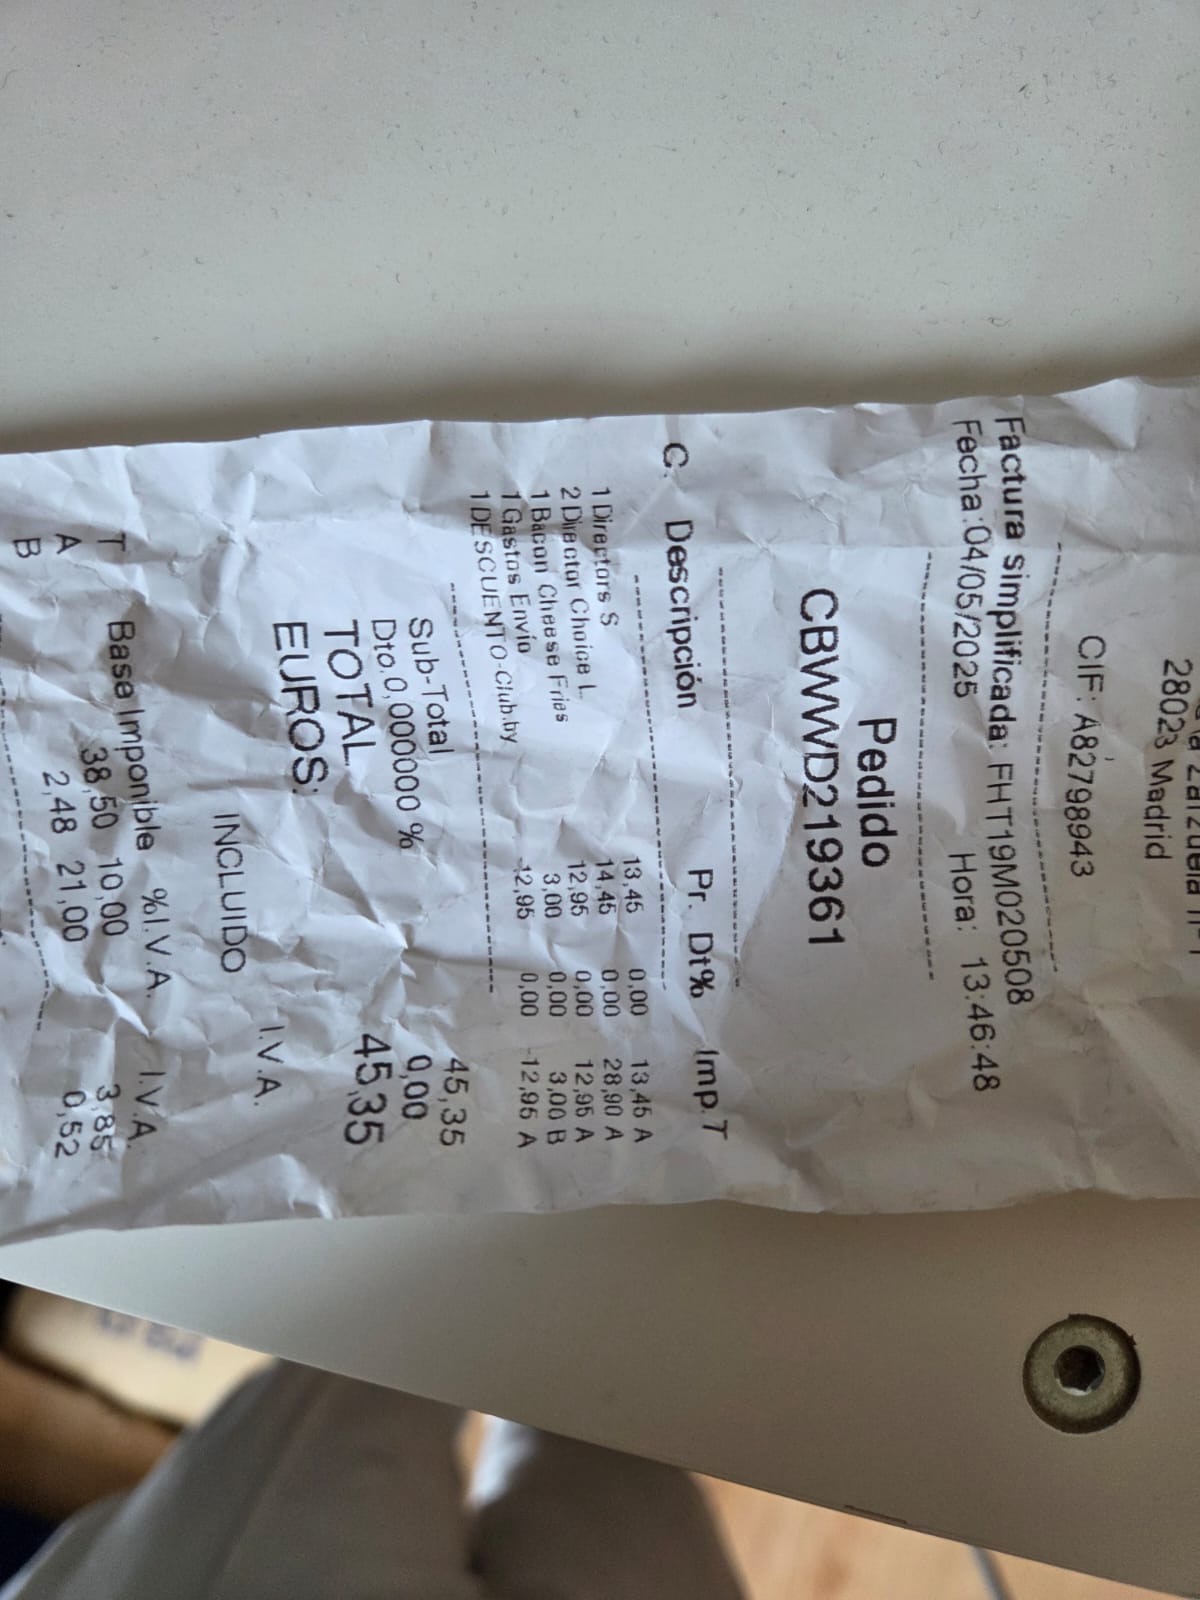 28023 Madrid
CIF: A82798943
Factura simplificada: FHT19M020508
Fecha:04/05/2025 Hora: 13:46:48
Pedido
CBWWD219361
C. Descripción Pr. Dt% Imp.T
1 Directors S 13,45 0,00 13,45 A
2 Director Choice L 14,45 0,00 28,90 A
1 Bacon Cheese Fries 12,95 0,00 12,95 A
1 Gastos Envío 3,00 0,00 3,00 B
1 DESCUENTO-Club.by -12,95 0,00 -12,95 A
Sub-Total 45,35
Dto.0,000000 % 0,00
TOTAL 45,35
EUROS:
I.V.A.
INCLUIDO
T Base Imponible %I.V.A. I.V.A.
A 38,50 10,00 3,85
B 2,48 21,00 0,52